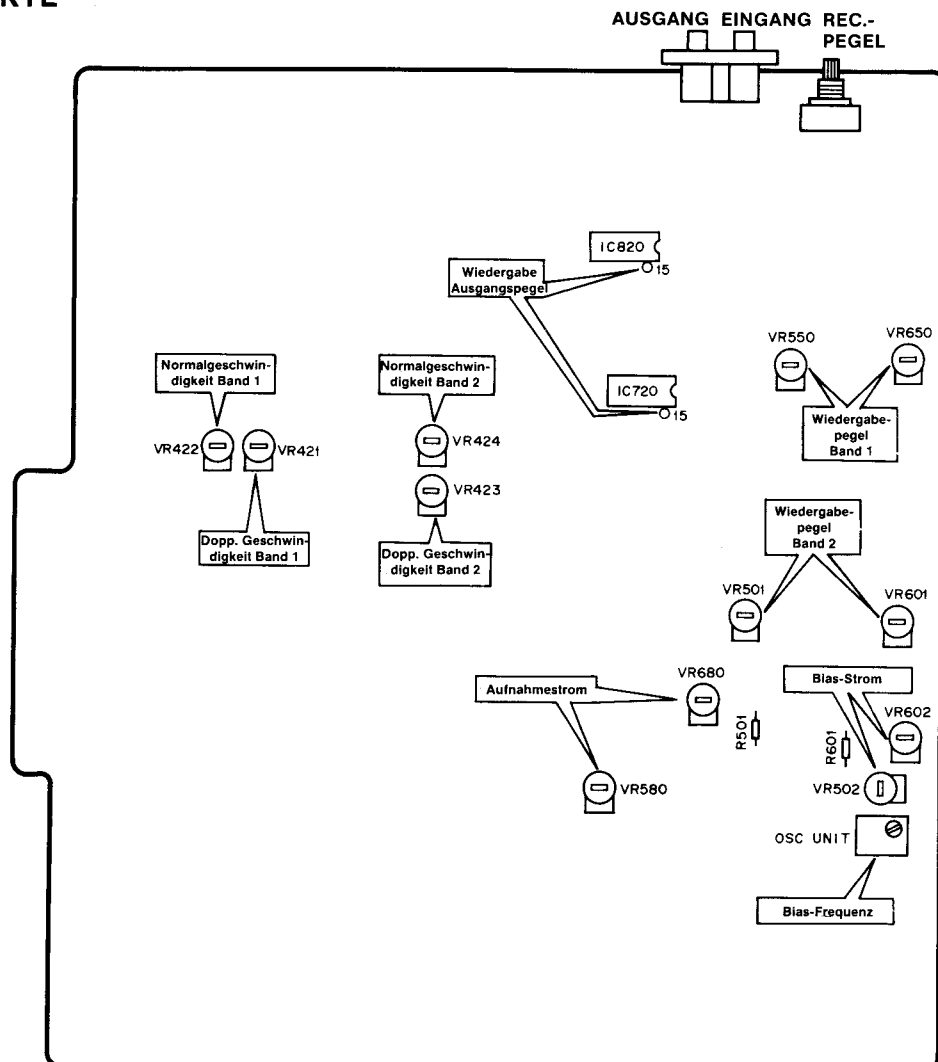 AUSGANG EINGANG REC.-
PEGEL
IC820
15
Wiedergabe
Ausgangspegel
VR550
VR650
Normalgeschwin-
digkeit Band 1
Normalgeschwin-
digkeit Band 2
IC720
15
Wiedergabe-
pegel
Band 1
VR422
VR421
VR424
VR423
Wiedergabe-
pegel
Band 2
Dopp. Geschwin-
digkeit Band 1
Dopp. Geschwin-
digkeit Band 2
VR501
VR601
VR680
Bias-Strom
Aufnahmestrom
VR602
R501
R601
VR580
VR502
OSC UNIT
Bias-Frequenz